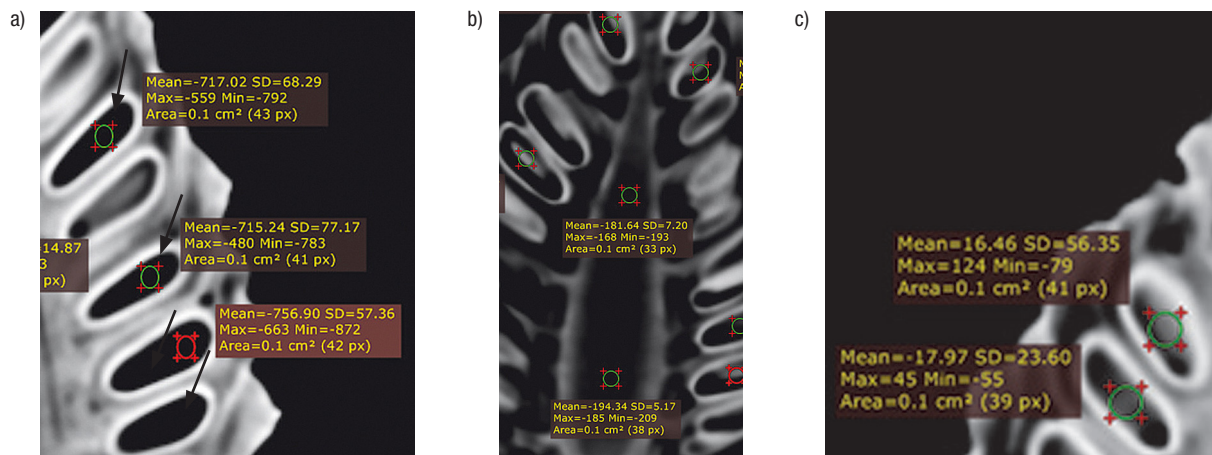 a)
Mean=-717.02 SD=68.29
Max=-559 Min=-792
Area=0.1 cm² (43 px)
Mean=-715.24 SD=77.17
Max=-480 Min=-783
Area=0.1 cm² (41 px)
14.87
3
px)
Mean=-756.90 SD=57.36
Max=-663 Min=-872
Area=0.1 cm² (42 px)
b)
Mean=-181.64 SD=7.20
Max=-168 Min=-193
Area=0.1 cm² (33 px)
Mean=-194.34 SD=5.17
Max=-185 Min=-209
Area=0.1 cm² (38 px)
c)
Mean=16.46 SD=56.35
Max=124 Min=-79
Area=0.1 cm² (41 px)
Mean=-17.97 SD=23.60
Max=45 Min=-55
Area=0.1 cm² (39 px)